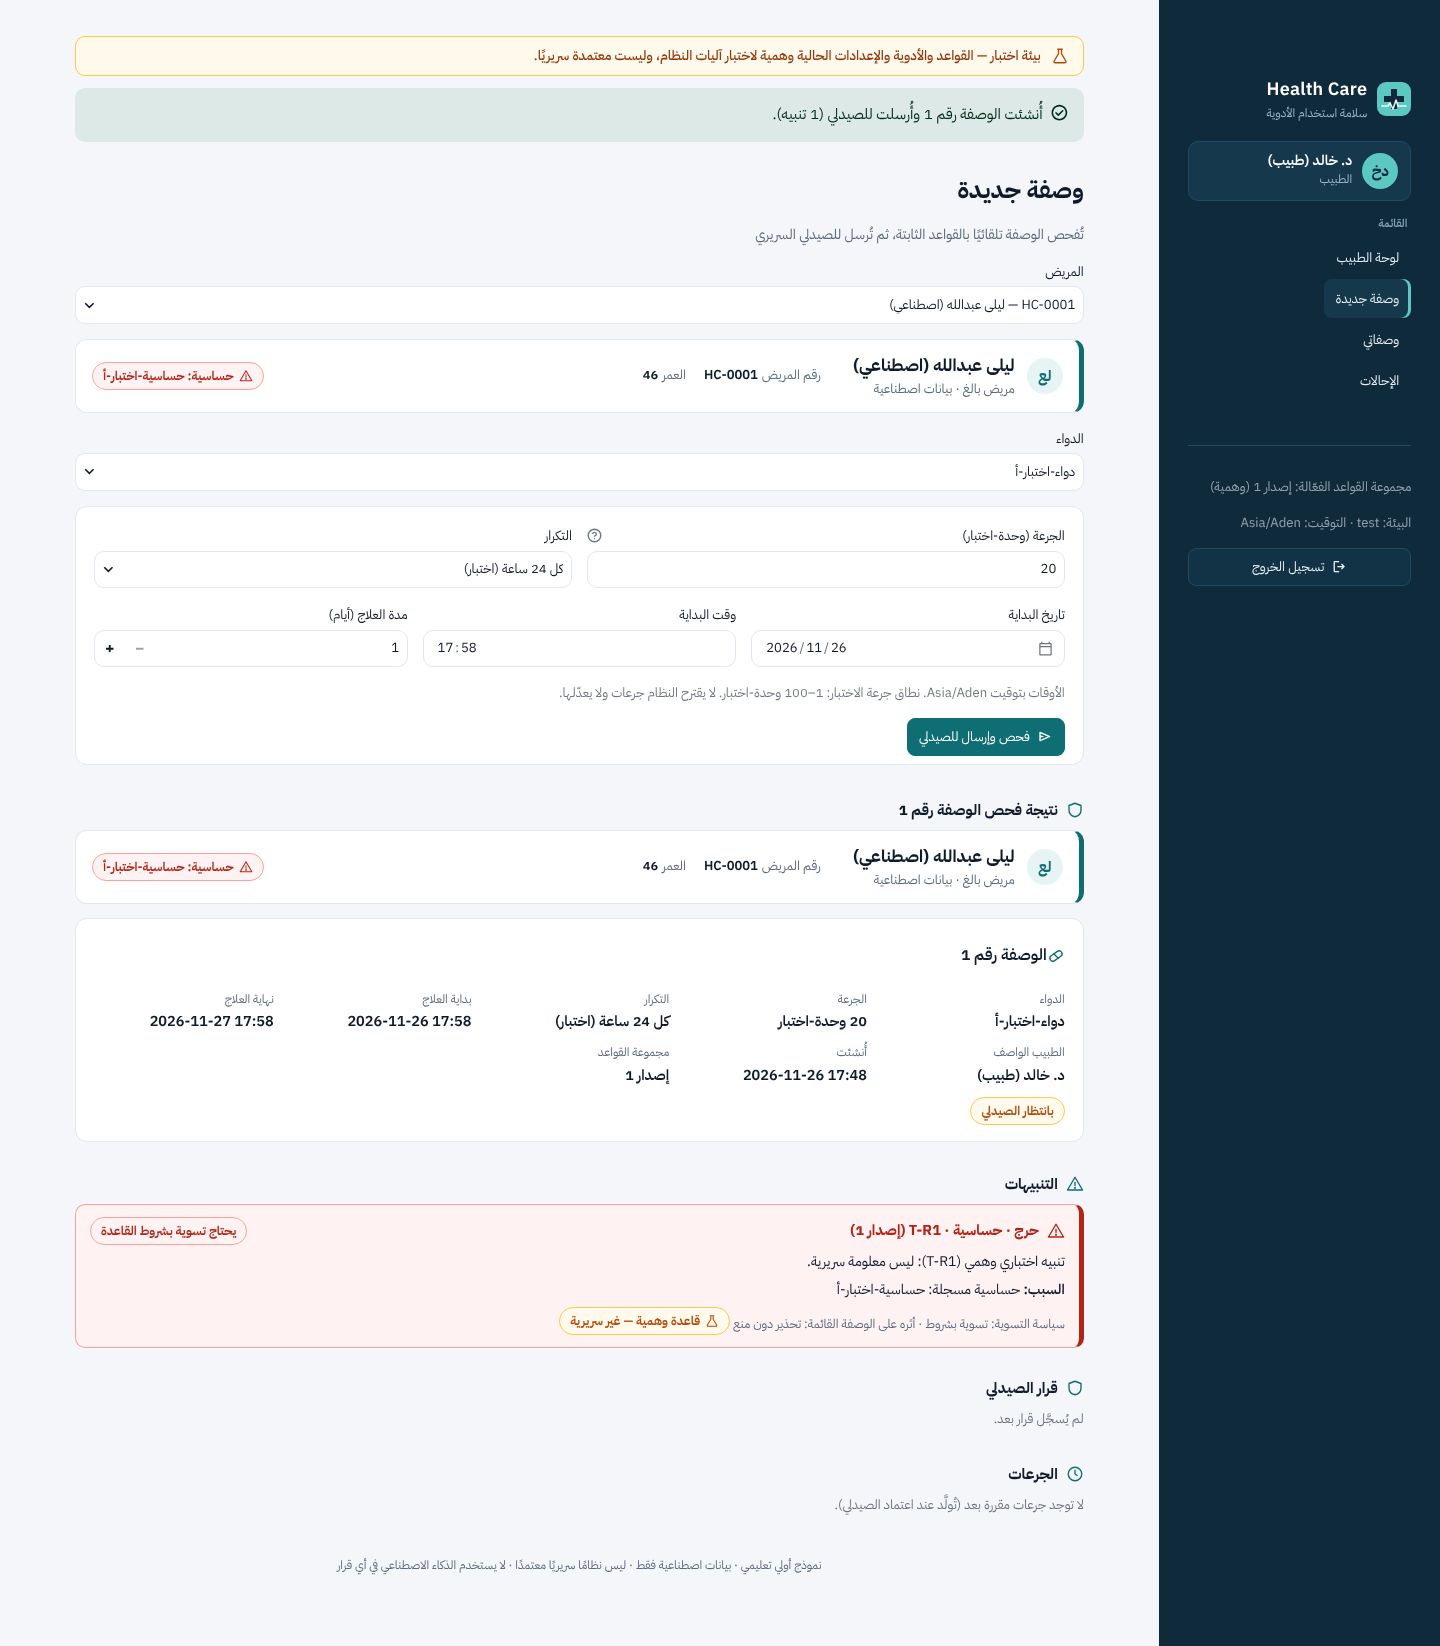 Health Care
سلامة استخدام الأدوية
دخ
د. خالد (طبيب)
الطبيب
القائمة
لوحة الطبيب
وصفة جديدة
وصفاتي
الإحالات
مجموعة القواعد الفعّالة: إصدار 1 (وهمية)
البيئة: test · التوقيت: Asia/Aden
تسجيل الخروج
بيئة اختبار — القواعد والأدوية والإعدادات الحالية وهمية لاختبار آليات النظام، وليست معتمدة سريريًا.
أُنشئت الوصفة رقم 1 وأُرسلت للصيدلي (1 تنبيه).
وصفة جديدة
تُفحص الوصفة تلقائيًا بالقواعد الثابتة، ثم تُرسل للصيدلي السريري
المريض
HC-0001 — ليلى عبدالله (اصطناعي)
لع
ليلى عبدالله (اصطناعي)
مريض بالغ · بيانات اصطناعية
رقم المريض HC-0001
العمر 46
حساسية: حساسية-اختبار-أ
الدواء
دواء-اختبار-أ
الجرعة (وحدة-اختبار)
20
التكرار
كل 24 ساعة (اختبار)
تاريخ البداية
2026/11/26
وقت البداية
17:58
مدة العلاج (أيام)
1
الأوقات بتوقيت Asia/Aden. نطاق جرعة الاختبار: 1–100 وحدة-اختبار. لا يقترح النظام جرعات ولا يعدّلها.
فحص وإرسال للصيدلي
نتيجة فحص الوصفة رقم 1
لع
ليلى عبدالله (اصطناعي)
مريض بالغ · بيانات اصطناعية
رقم المريض HC-0001
العمر 46
حساسية: حساسية-اختبار-أ
الوصفة رقم 1
الدواء
دواء-اختبار-أ
الجرعة
20 وحدة-اختبار
التكرار
كل 24 ساعة (اختبار)
بداية العلاج
2026-11-26 17:58
نهاية العلاج
2026-11-27 17:58
الطبيب الواصف
د. خالد (طبيب)
أُنشئت
2026-11-26 17:48
مجموعة القواعد
إصدار 1
بانتظار الصيدلي
التنبيهات
حرج · حساسية · T-R1 (إصدار 1)
يحتاج تسوية بشروط القاعدة
تنبيه اختباري وهمي (T-R1): ليس معلومة سريرية.
السبب: حساسية مسجلة: حساسية-اختبار-أ
سياسة التسوية: تسوية بشروط · أثره على الوصفة القائمة: تحذير دون منع
قاعدة وهمية — غير سريرية
قرار الصيدلي
لم يُسجَّل قرار بعد.
الجرعات
لا توجد جرعات مقررة بعد (تُولَّد عند اعتماد الصيدلي).
نموذج أولي تعليمي · بيانات اصطناعية فقط · ليس نظامًا سريريًا معتمدًا · لا يستخدم الذكاء الاصطناعي في أي قرار